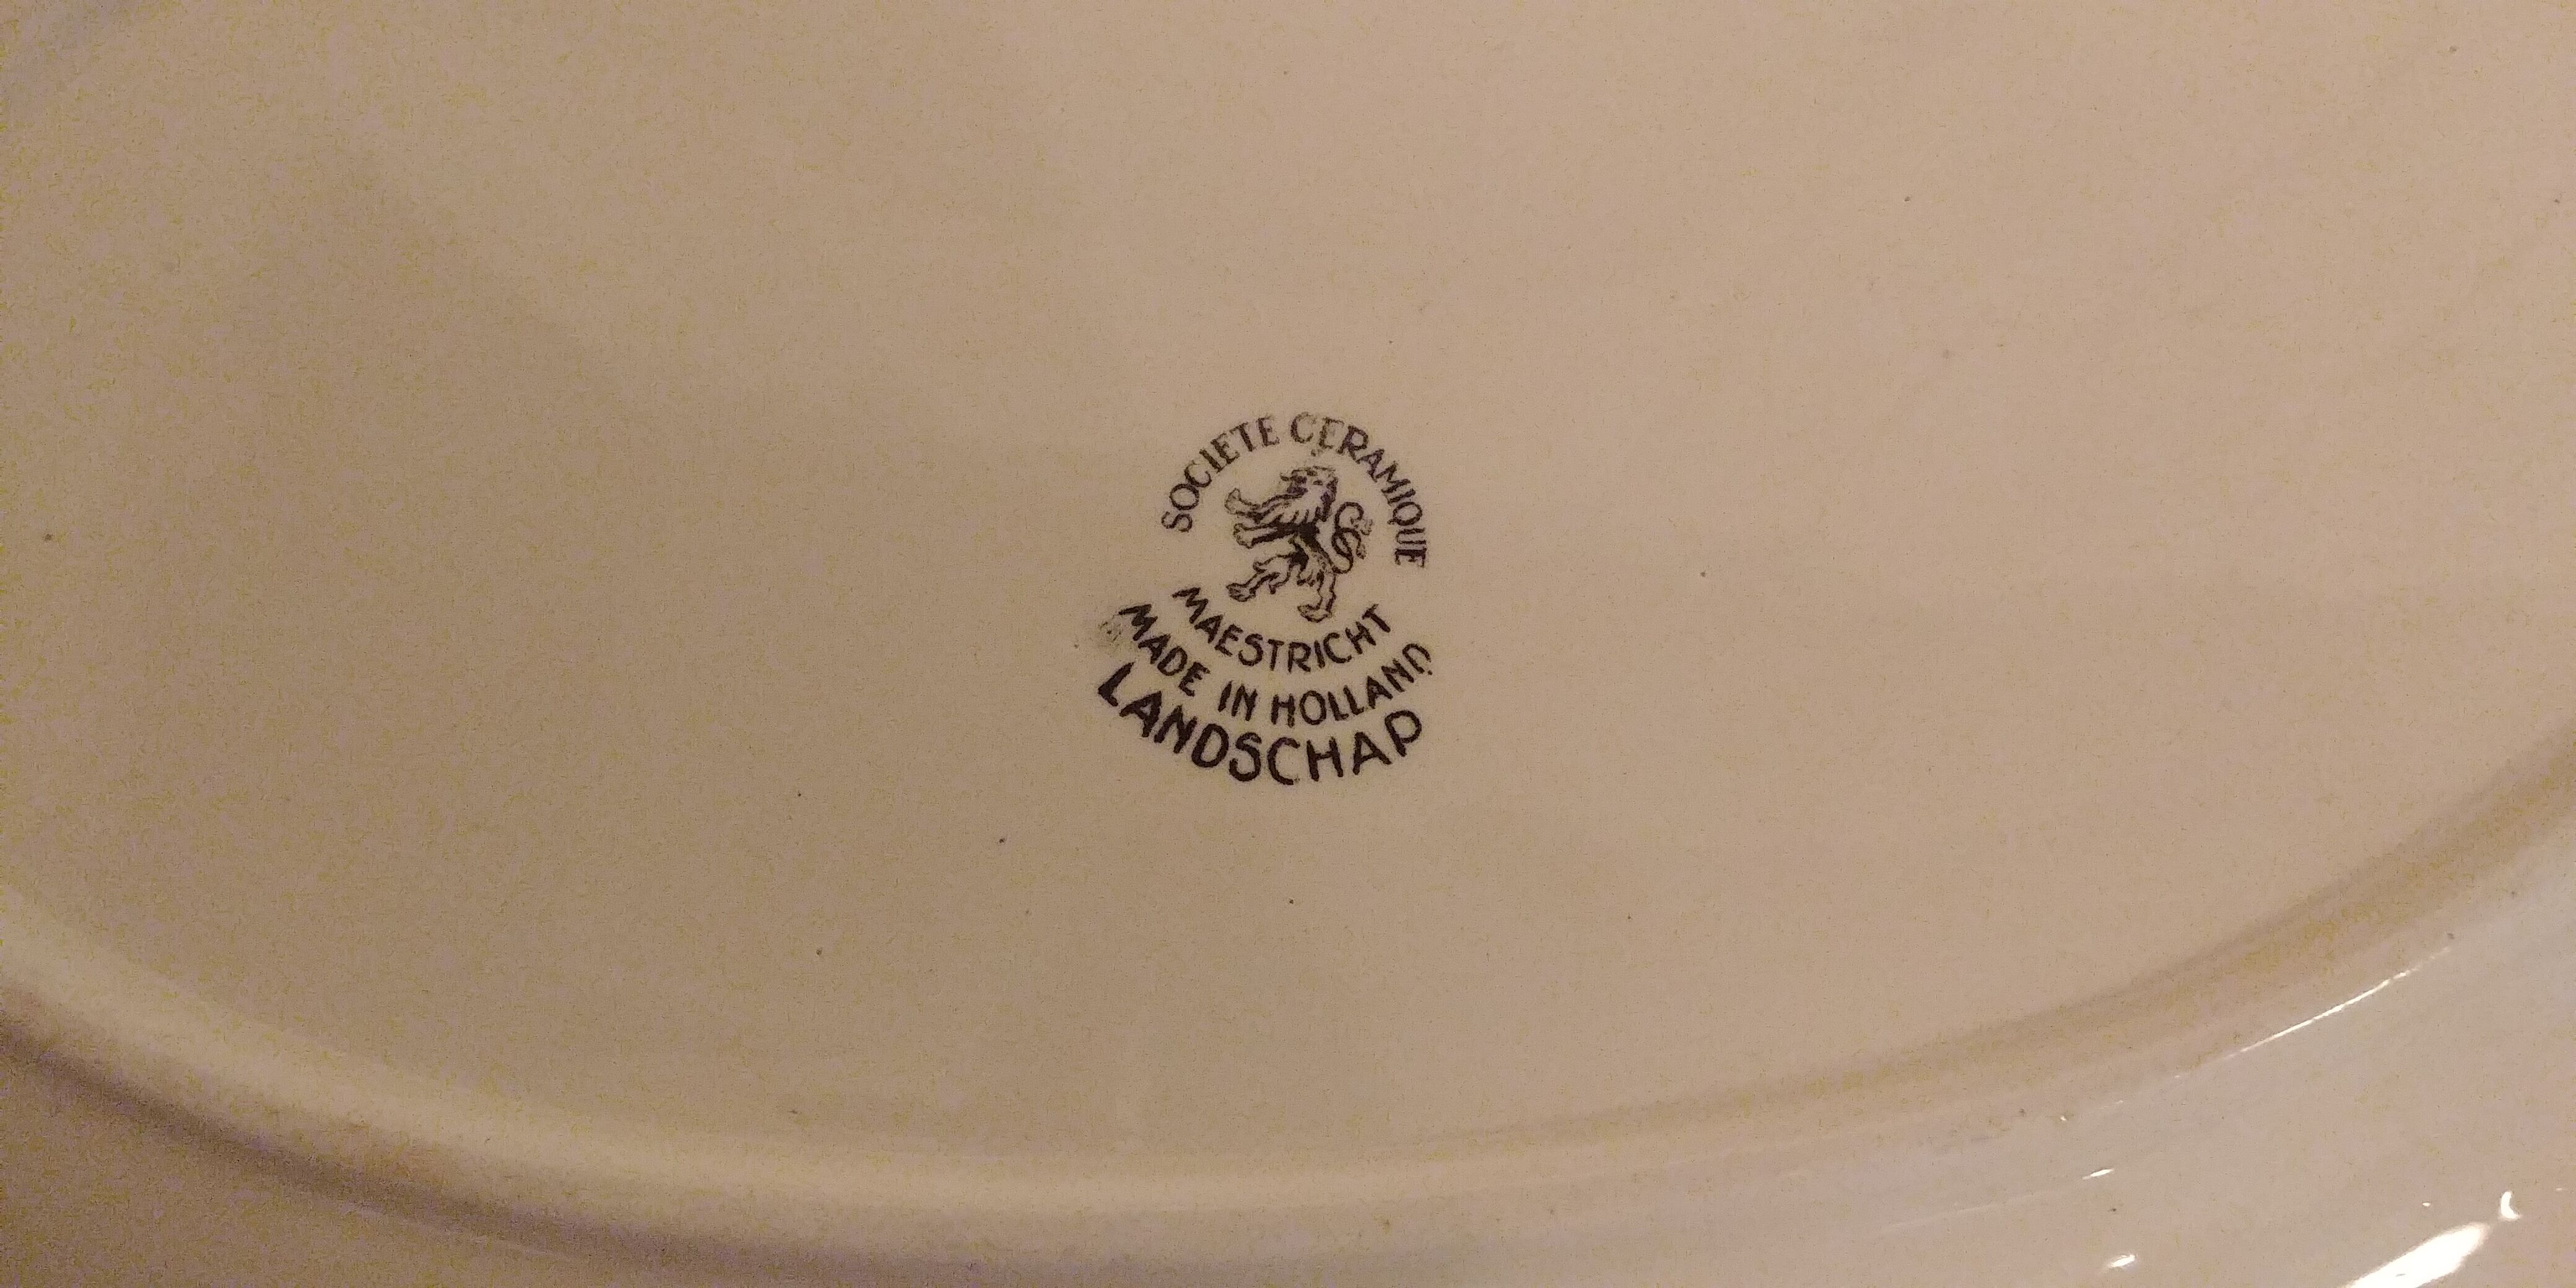 SOCIETE CERAMIQUE
MAESTRICHT
MADE IN HOLLAND
LANDSCHAP